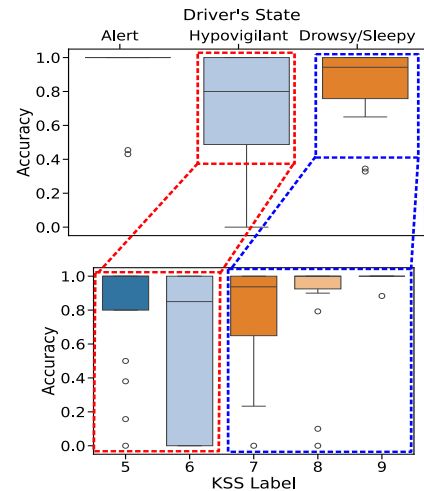 Driver's State
Alert Hypovigilant Drowsy/Sleepy
Accuracy
1.0
0.8
0.6
0.4
0.2
0.0
Accuracy
1.0
0.8
0.6
0.4
0.2
0.0
5 6 7 8 9
KSS Label